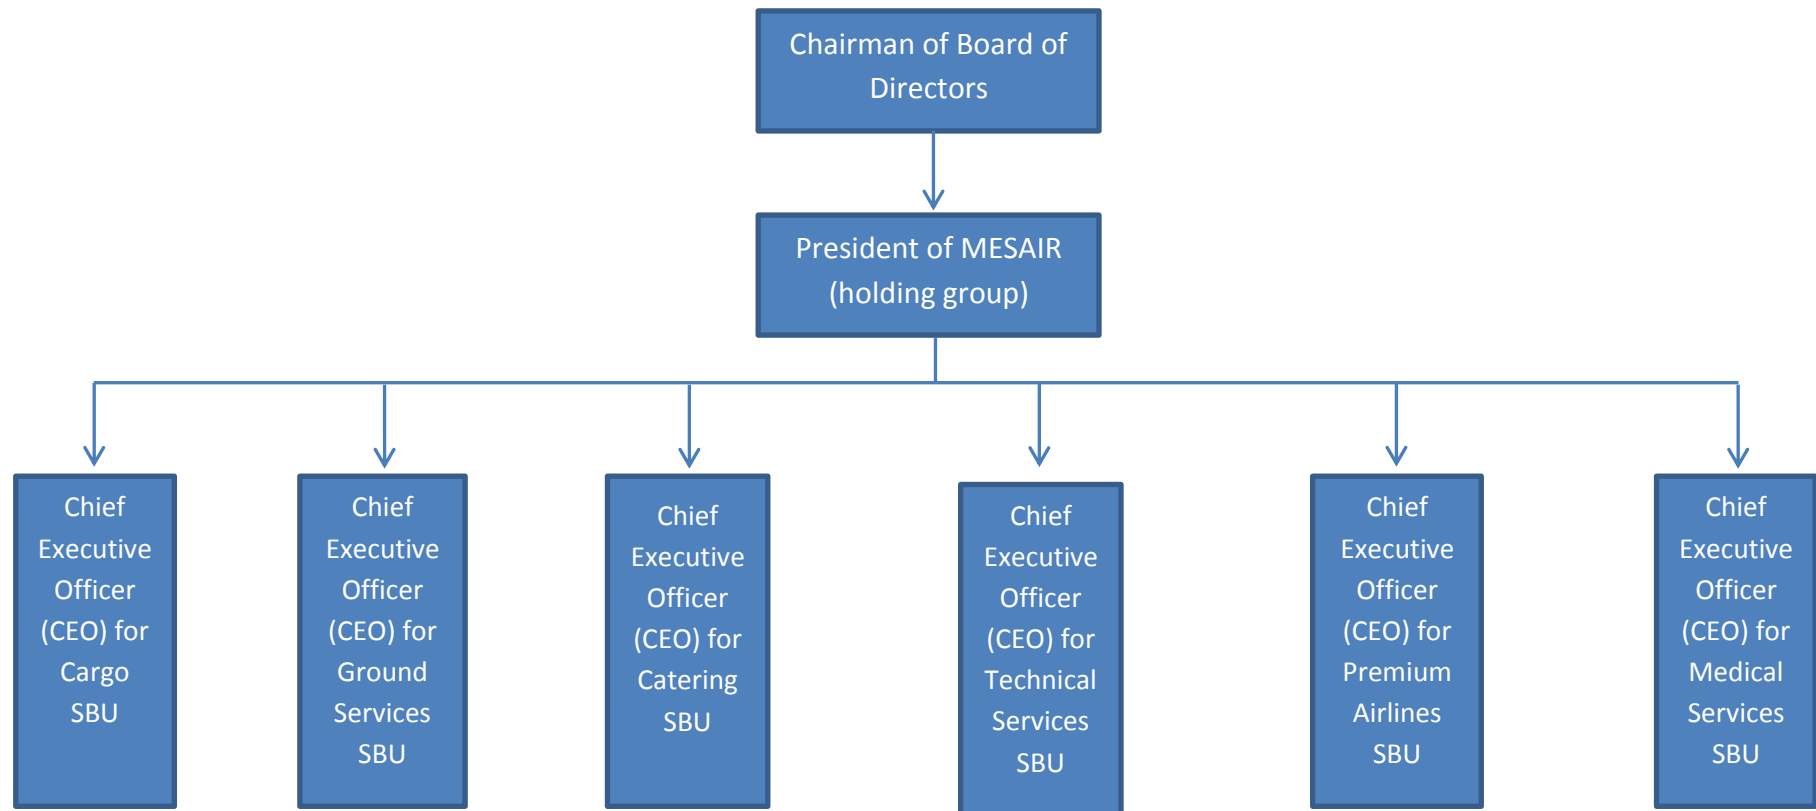 Chairman of Board of
Directors
President of MESAIR
(holding group)
Chief
Executive
Officer
(CEO) for
Cargo
SBU
Chief
Executive
Officer
(CEO) for
Ground
Services
SBU
Chief
Executive
Officer
(CEO) for
Catering
SBU
Chief
Executive
Officer
(CEO) for
Technical
Services
SBU
Chief
Executive
Officer
(CEO) for
Premium
Airlines
SBU
Chief
Executive
Officer
(CEO) for
Medical
Services
SBU